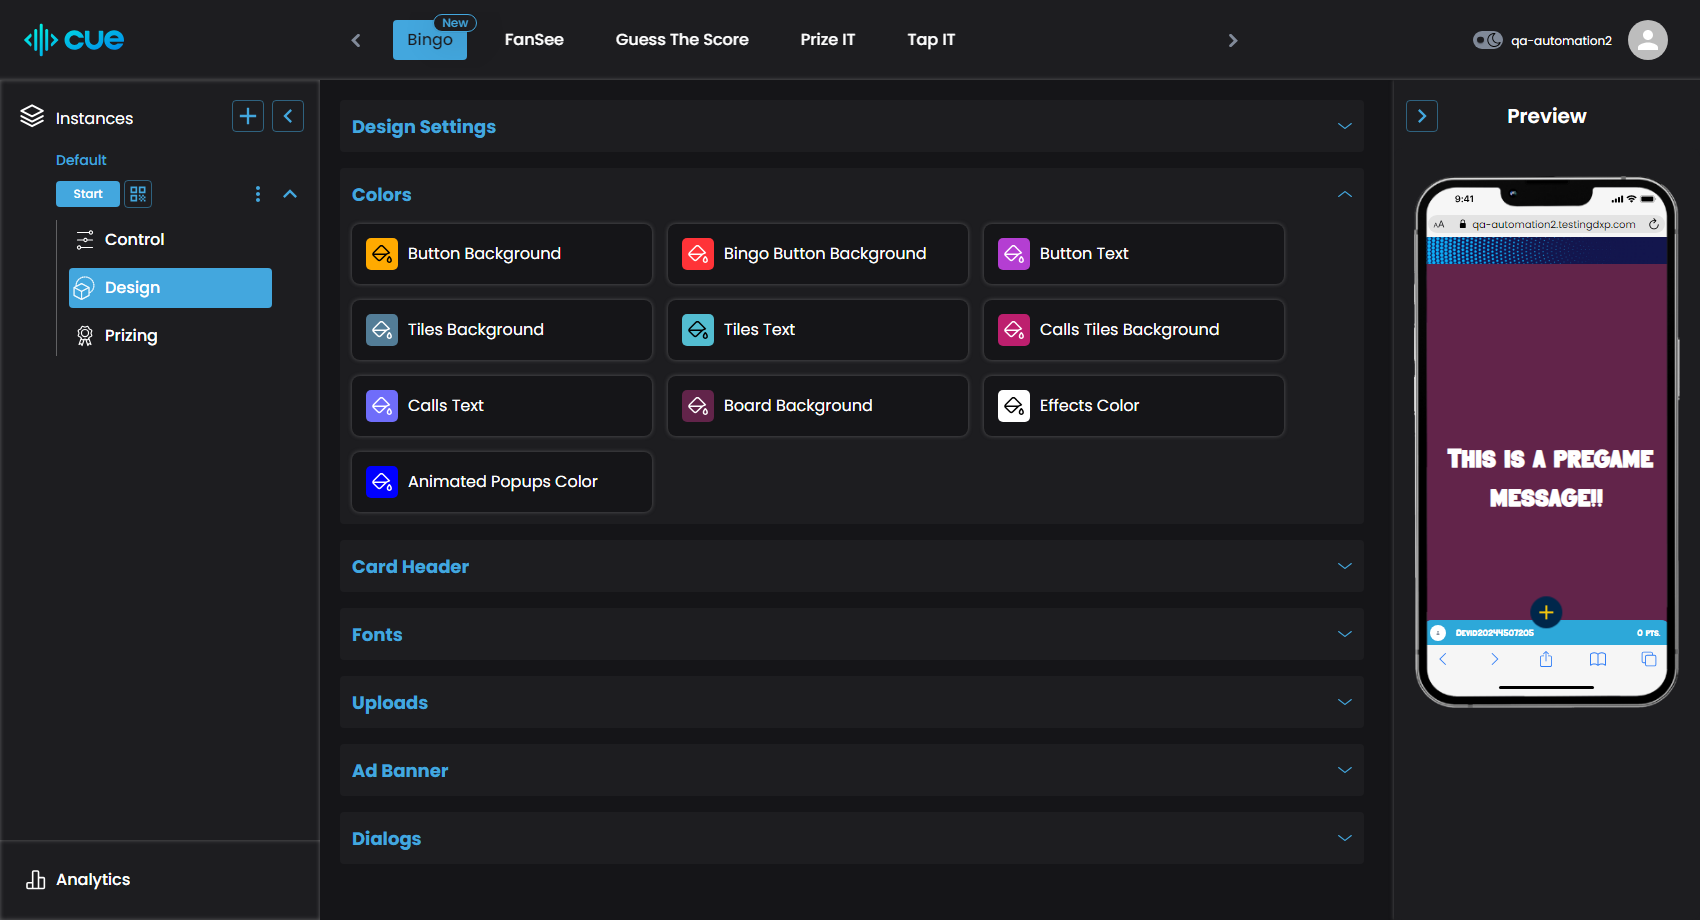 cue
Bingo
New
FanSee
Guess The Score
Prize IT
Tap IT
qa-automation2
Instances
Default
Start
Control
Design
Prizing
Analytics
Design Settings
Colors
Button Background
Bingo Button Background
Button Text
Tiles Background
Tiles Text
Calls Tiles Background
Calls Text
Board Background
Effects Color
Animated Popups Color
Card Header
Fonts
Uploads
Ad Banner
Dialogs
Preview
9:41
AA qa-automation2.testingdxp.com
THIS IS A PREGAME
MESSAGE!!
DEVID20244507205 0 PTS.